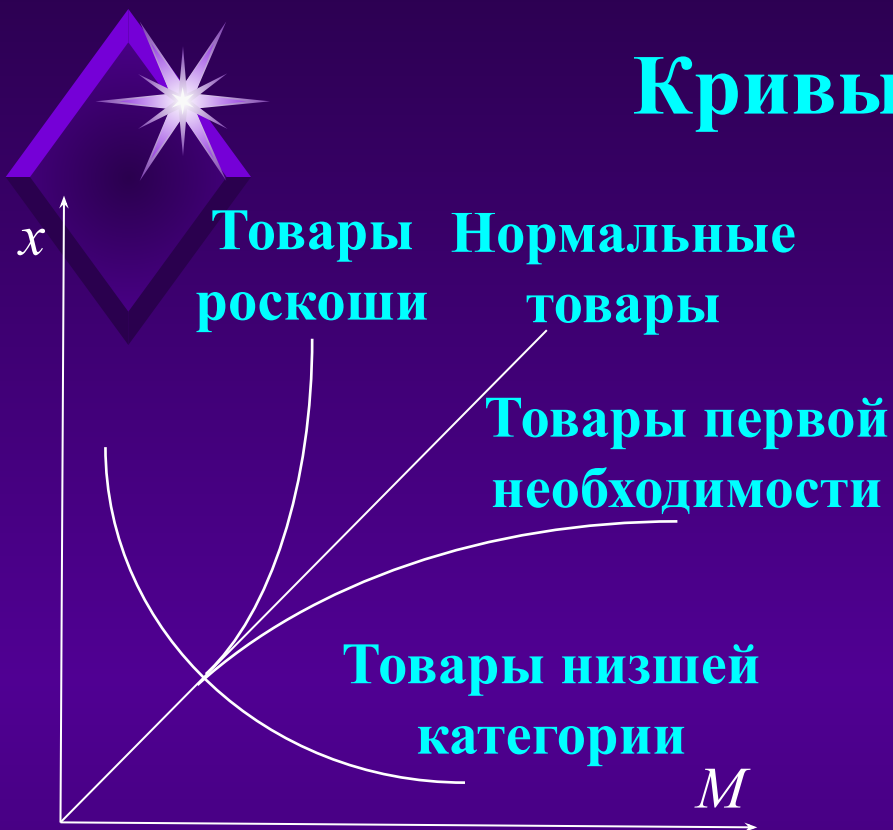 Кривы
x
Товары
роскоши
Нормальные
товары
Товары первой
необходимости
Товары низшей
категории
M